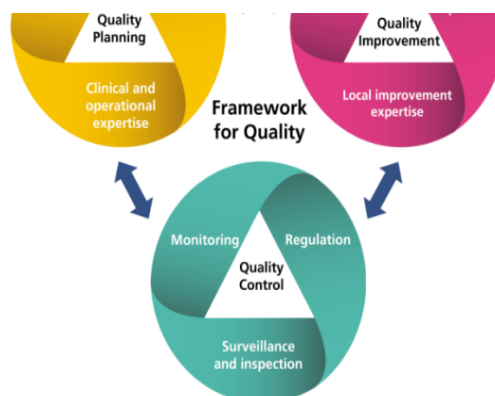 Quality
Planning
Clinical and
operational
expertise
Quality
Improvement
Local improvement
expertise
Framework
for Quality
Monitoring
Regulation
Quality
Control
Surveillance
and inspection